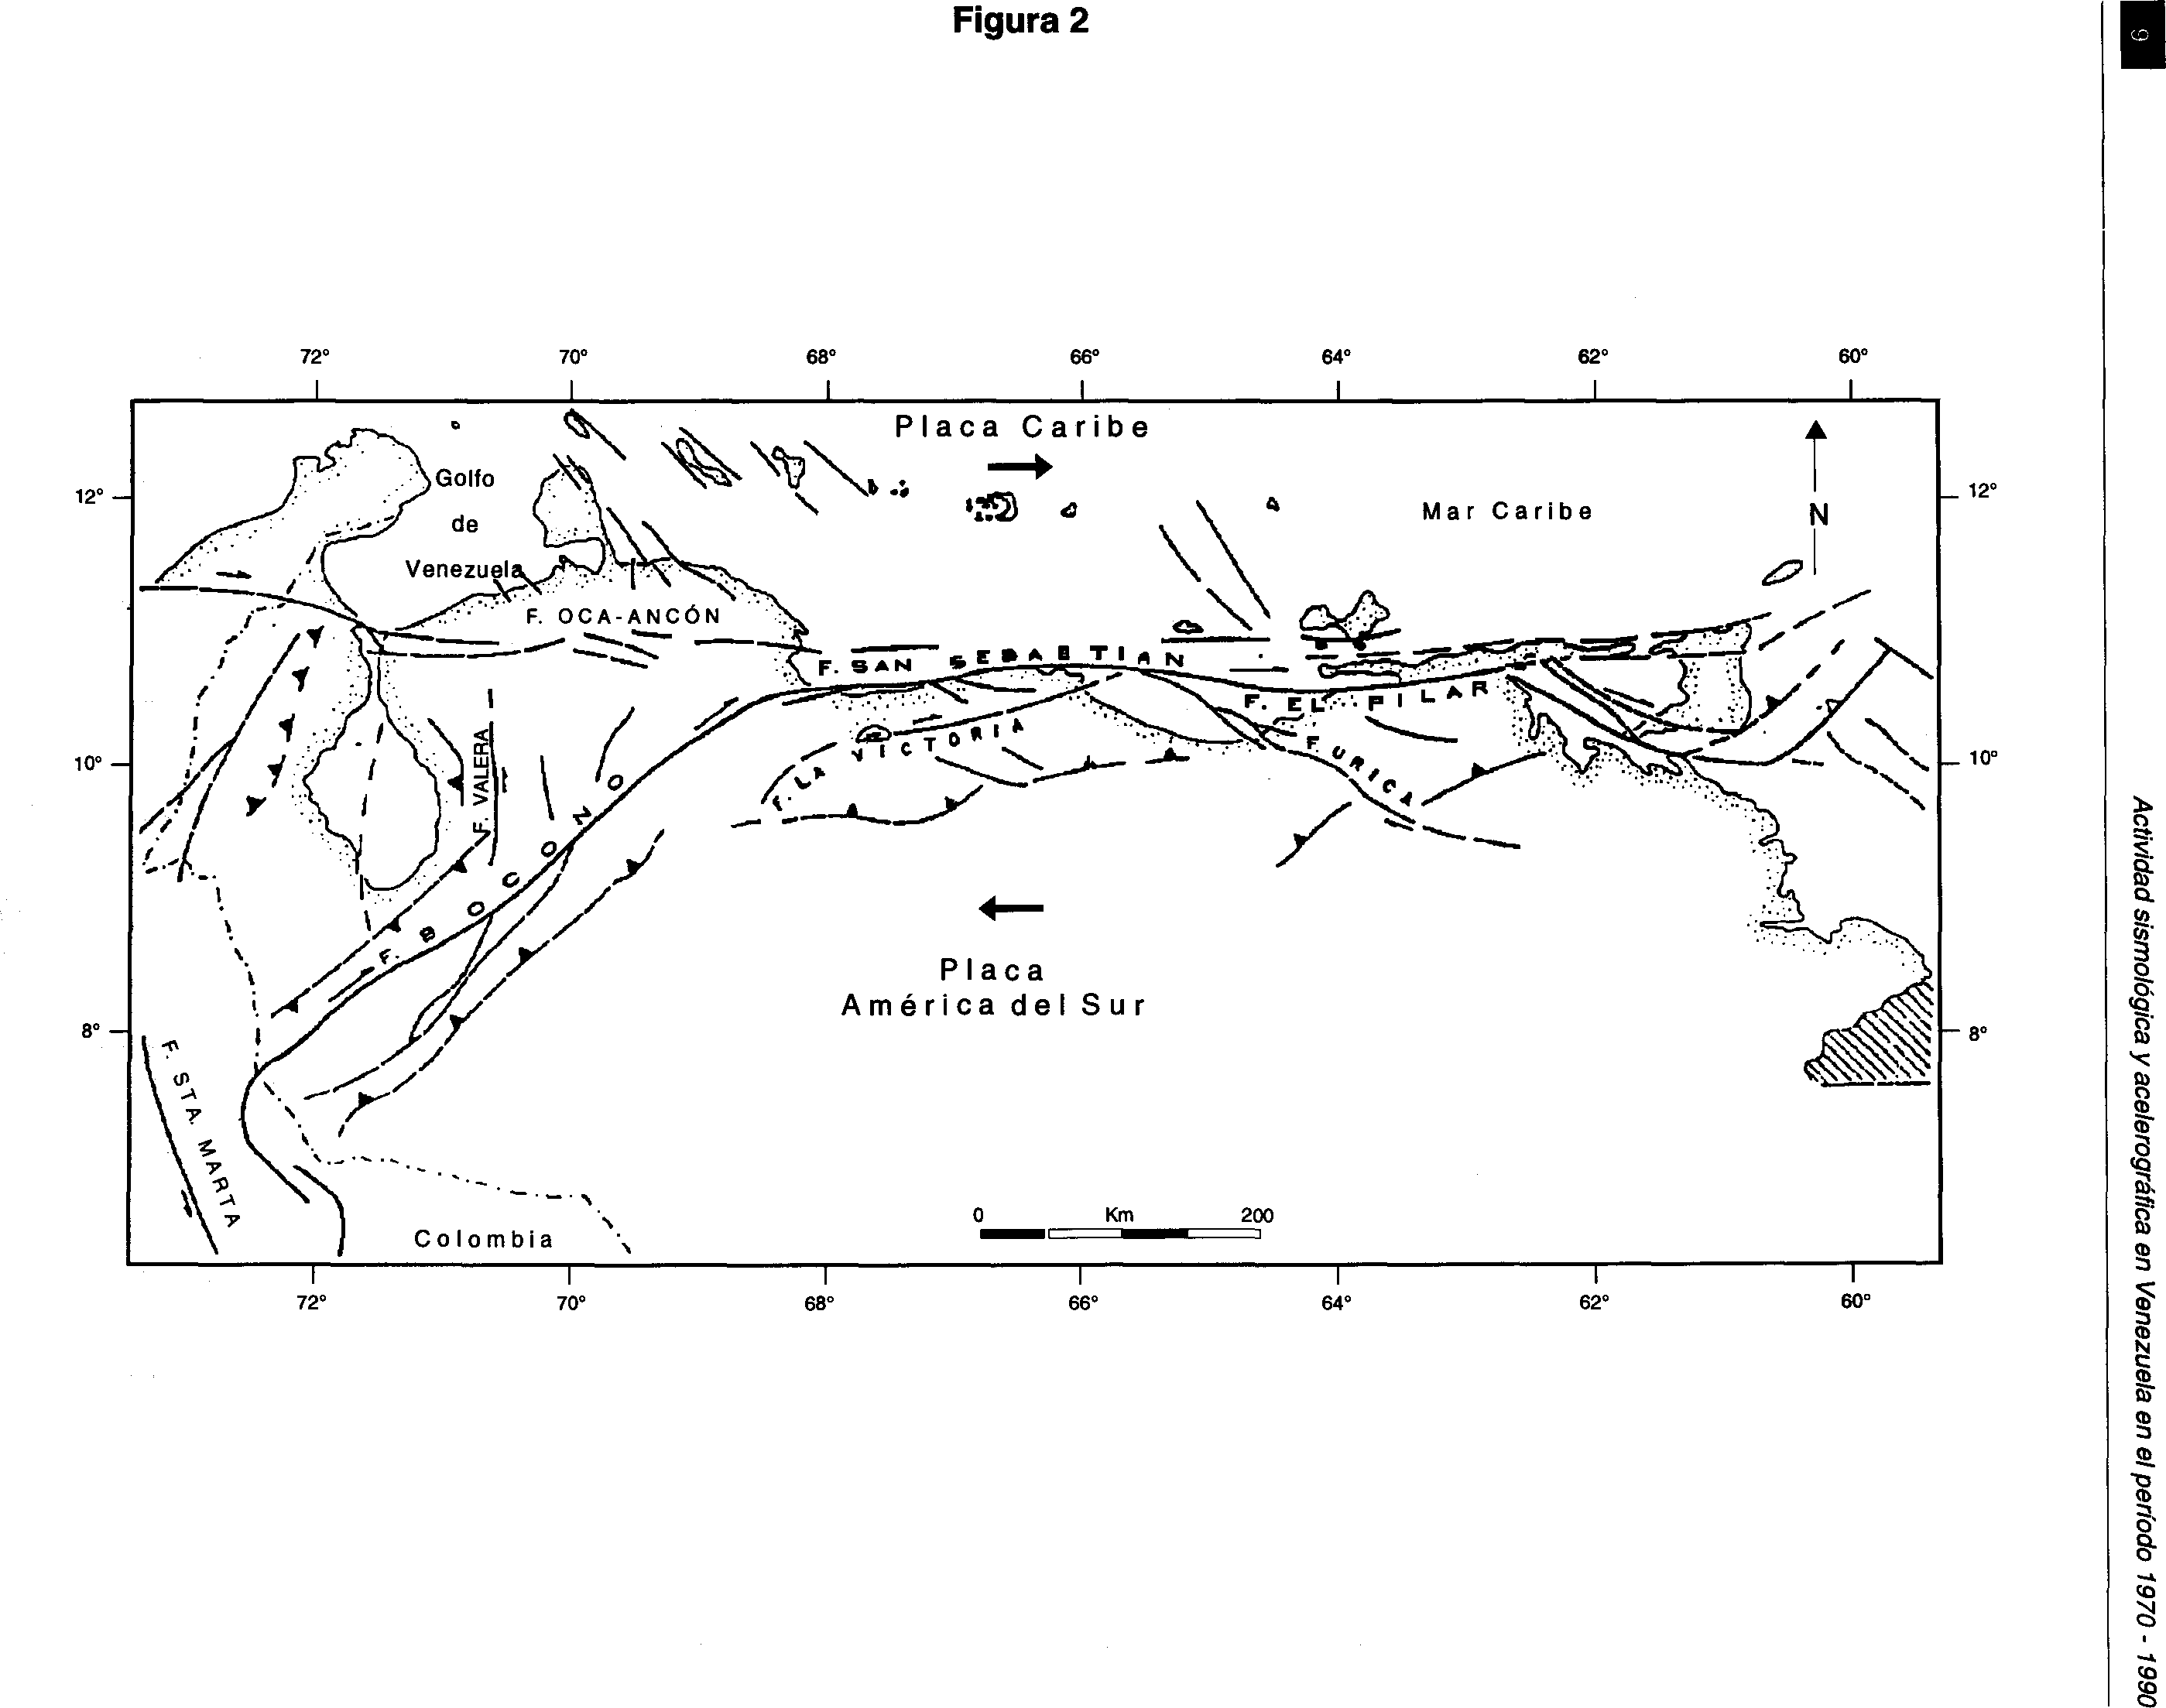 Figura 2
9
72° 70° 68° 66° 64° 62° 60°
Placa Caribe
Golfo
de
Venezuela
12°
12°
Mar Caribe
N
F. OCA-ANCÓN
F. SAN SEBASTIAN
F. EL PILAR
F. LA VICTORIA
F URICA
F. VALERA
10°
10°
F. BOCONO
Placa
América del Sur
8°
8°
F. STA. MARTA
Colombia
0 Km 200
72° 70° 68° 66° 64° 62° 60°
Actividad sismológica y acelerográfica en Venezuela en el período 1970 - 1990